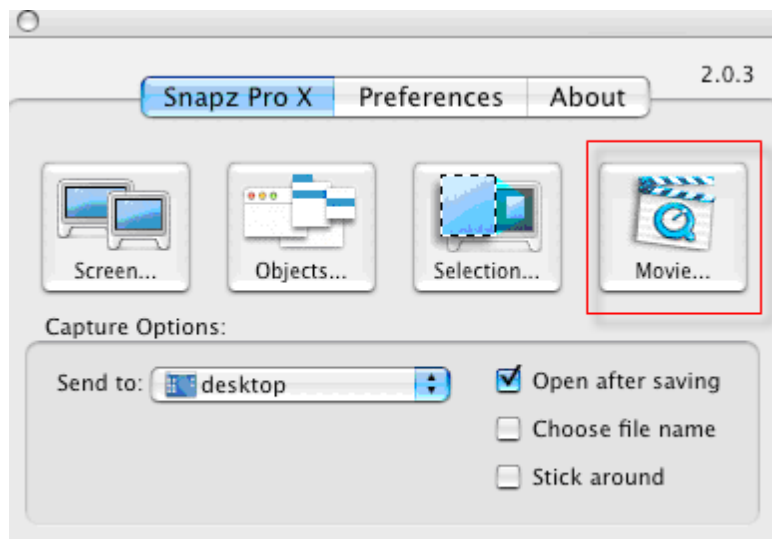 2.0.3
Snapz Pro X Preferences About
Screen... Objects... Selection... Movie...
Capture Options:
Send to: desktop
Open after saving
Choose file name
Stick around